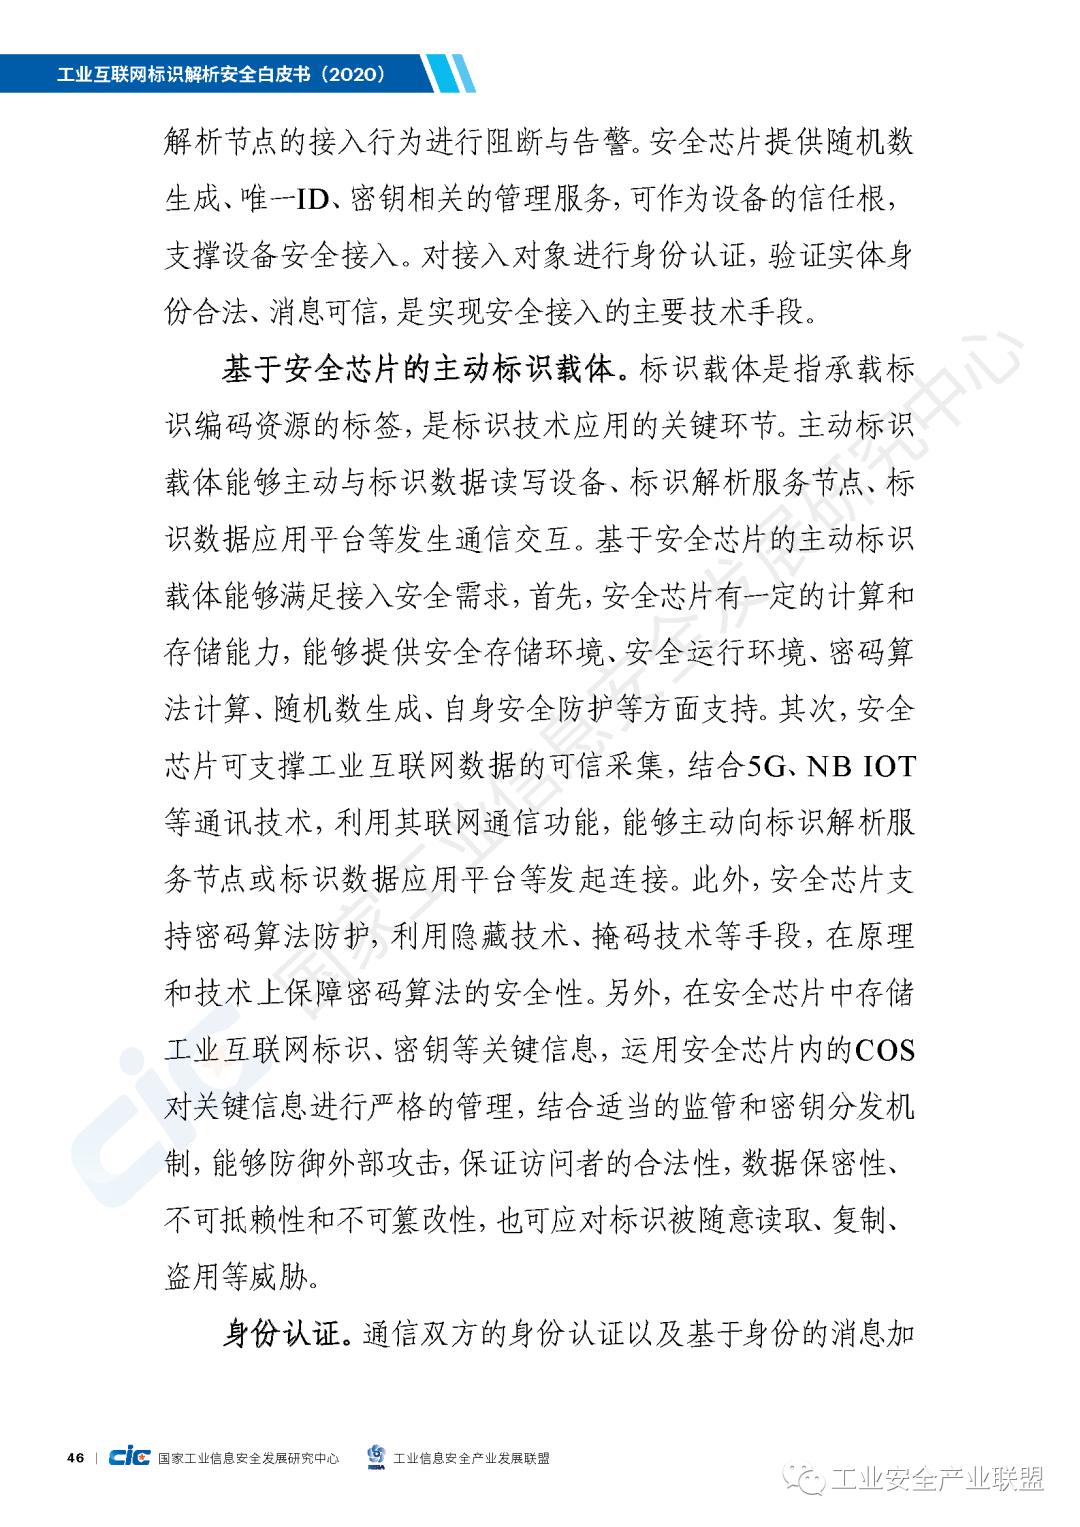 工业互联网标识解析安全白皮书（2020）
解析节点的接入行为进行阻断与告警。安全芯片提供随机数
生成、唯一ID、密钥相关的管理服务，可作为设备的信任根，
支撑设备安全接入。对接入对象进行身份认证，验证实体身
份合法、消息可信，是实现安全接入的主要技术手段。
基于安全芯片的主动标识载体。标识载体是指承载标
识编码资源的标签，是标识技术应用的关键环节。主动标识
载体能够主动与标识数据读写设备、标识解析服务节点、标
识数据应用平台等发生通信交互。基于安全芯片的主动标识
载体能够满足接入安全需求，首先，安全芯片有一定的计算和
存储能力，能够提供安全存储环境、安全运行环境、密码算
法计算、随机数生成、自身安全防护等方面支持。其次，安全
芯片可支撑工业互联网数据的可信采集，结合5G、NB IOT
等通讯技术，利用其联网通信功能，能够主动向标识解析服
务节点或标识数据应用平台等发起连接。此外，安全芯片支
持密码算法防护，利用隐藏技术、掩码技术等手段，在原理
和技术上保障密码算法的安全性。另外，在安全芯片中存储
工业互联网标识、密钥等关键信息，运用安全芯片内的COS
对关键信息进行严格的管理，结合适当的监管和密钥分发机
制，能够防御外部攻击，保证访问者的合法性，数据保密性、
不可抵赖性和不可篡改性，也可应对标识被随意读取、复制、
盗用等威胁。
身份认证。通信双方的身份认证以及基于身份的消息加
国家工业信息安全发展研究中心
CIC
46 | CIC 国家工业信息安全发展研究中心 NISIA 工业信息安全产业发展联盟
工业安全产业联盟